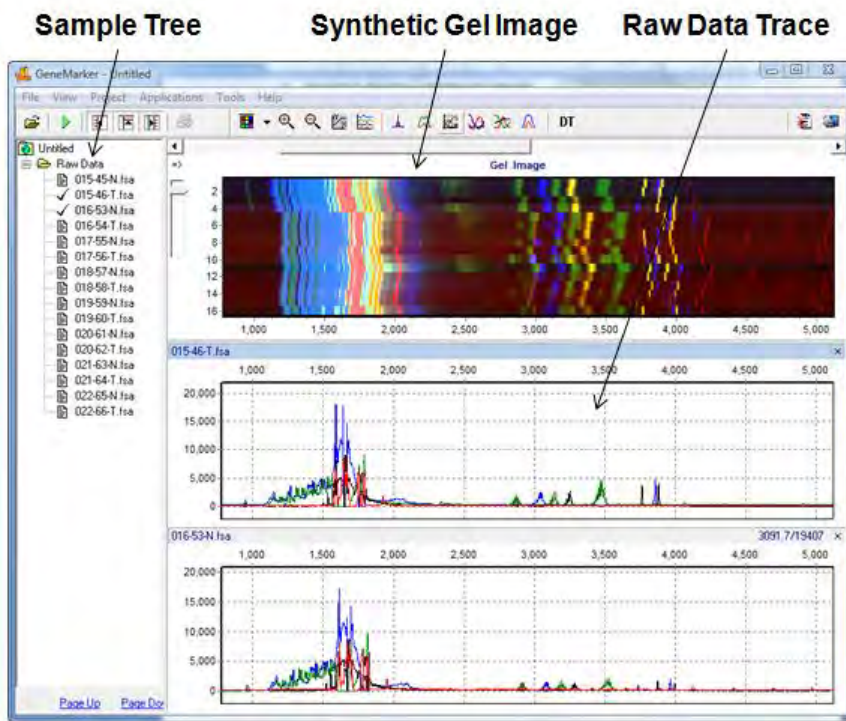 Sample Tree Synthetic Gel Image Raw Data Trace
GeneMarker - Untitled
File View Project Applications Tools Help
DT
Untitled
Raw Data
015-45-N.fsa
015-46-T.fsa
016-53-N.fsa
016-54-T.fsa
017-55-N.fsa
017-56-T.fsa
018-57-N.fsa
018-58-T.fsa
019-59-N.fsa
019-60-T.fsa
020-61-N.fsa
020-62-T.fsa
021-63-N.fsa
021-64-T.fsa
022-65-N.fsa
022-66-T.fsa
Page Up Page Do
=>
Gel Image
2
4
6
8
10
12
14
16
1,000 1,500 2,000 2,500 3,000 3,500 4,000 4,500 5,000
015-46-T.fsa
1,000 1,500 2,000 2,500 3,000 3,500 4,000 4,500 5,000
20,000
15,000
10,000
5,000
0
016-53-N.fsa 3091.7/19407
1,000 1,500 2,000 2,500 3,000 3,500 4,000 4,500 5,000
20,000
15,000
10,000
5,000
0